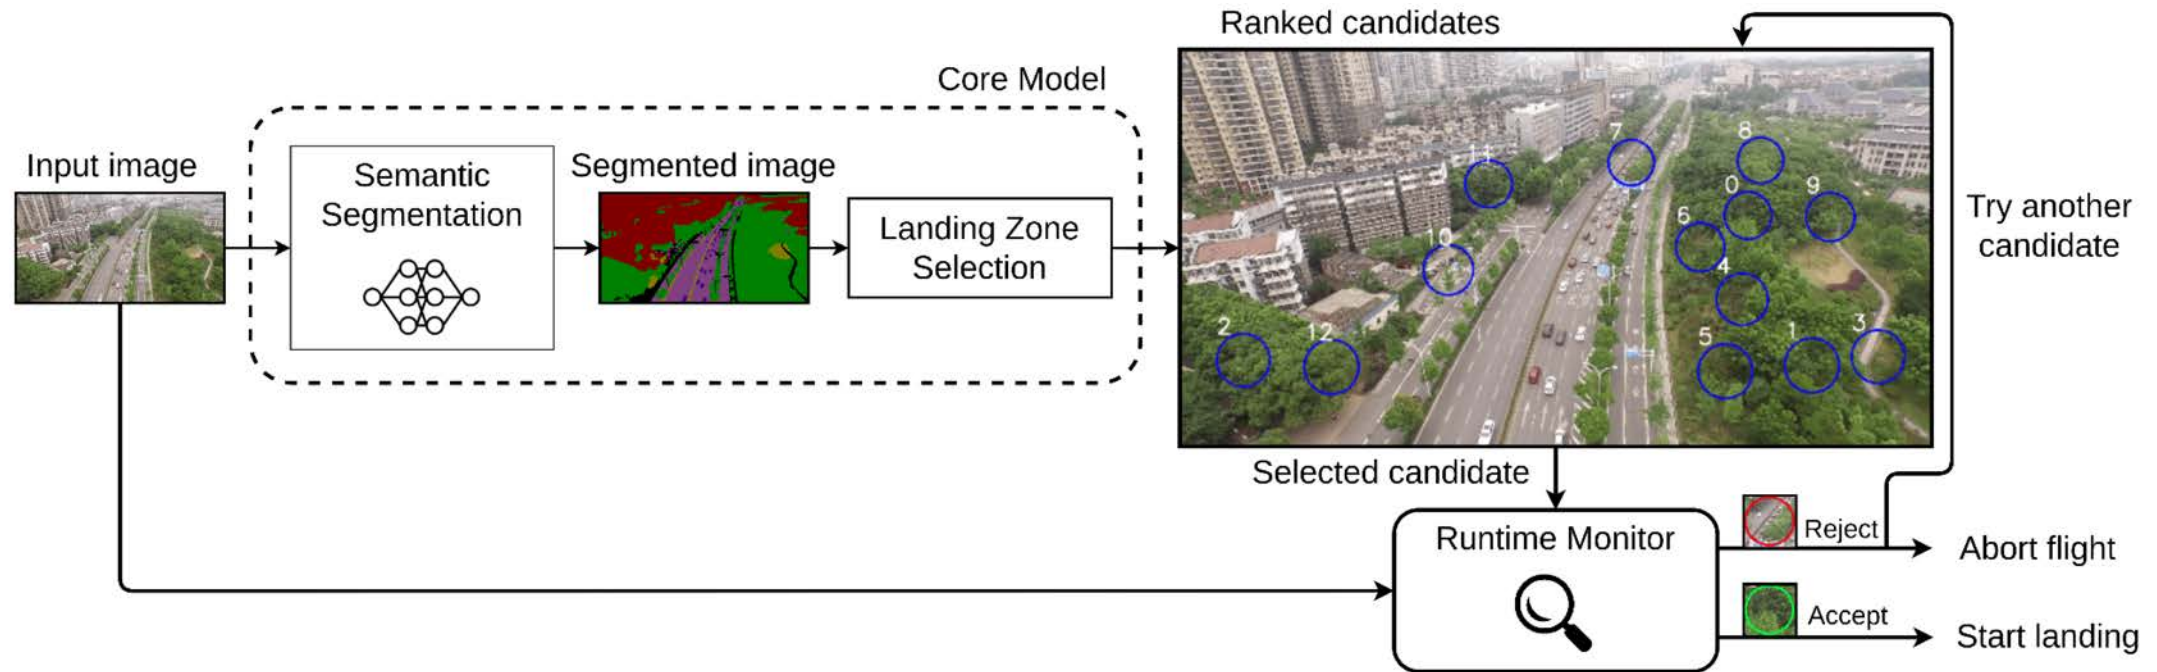 Ranked candidates
Core Model
Input image
Semantic
Segmentation
Segmented image
Landing Zone
Selection
7
8
11
0
9
6
10
4
2
12
5
1
3
Try another
candidate
Selected candidate
Runtime Monitor
Reject
Abort flight
Accept
Start landing